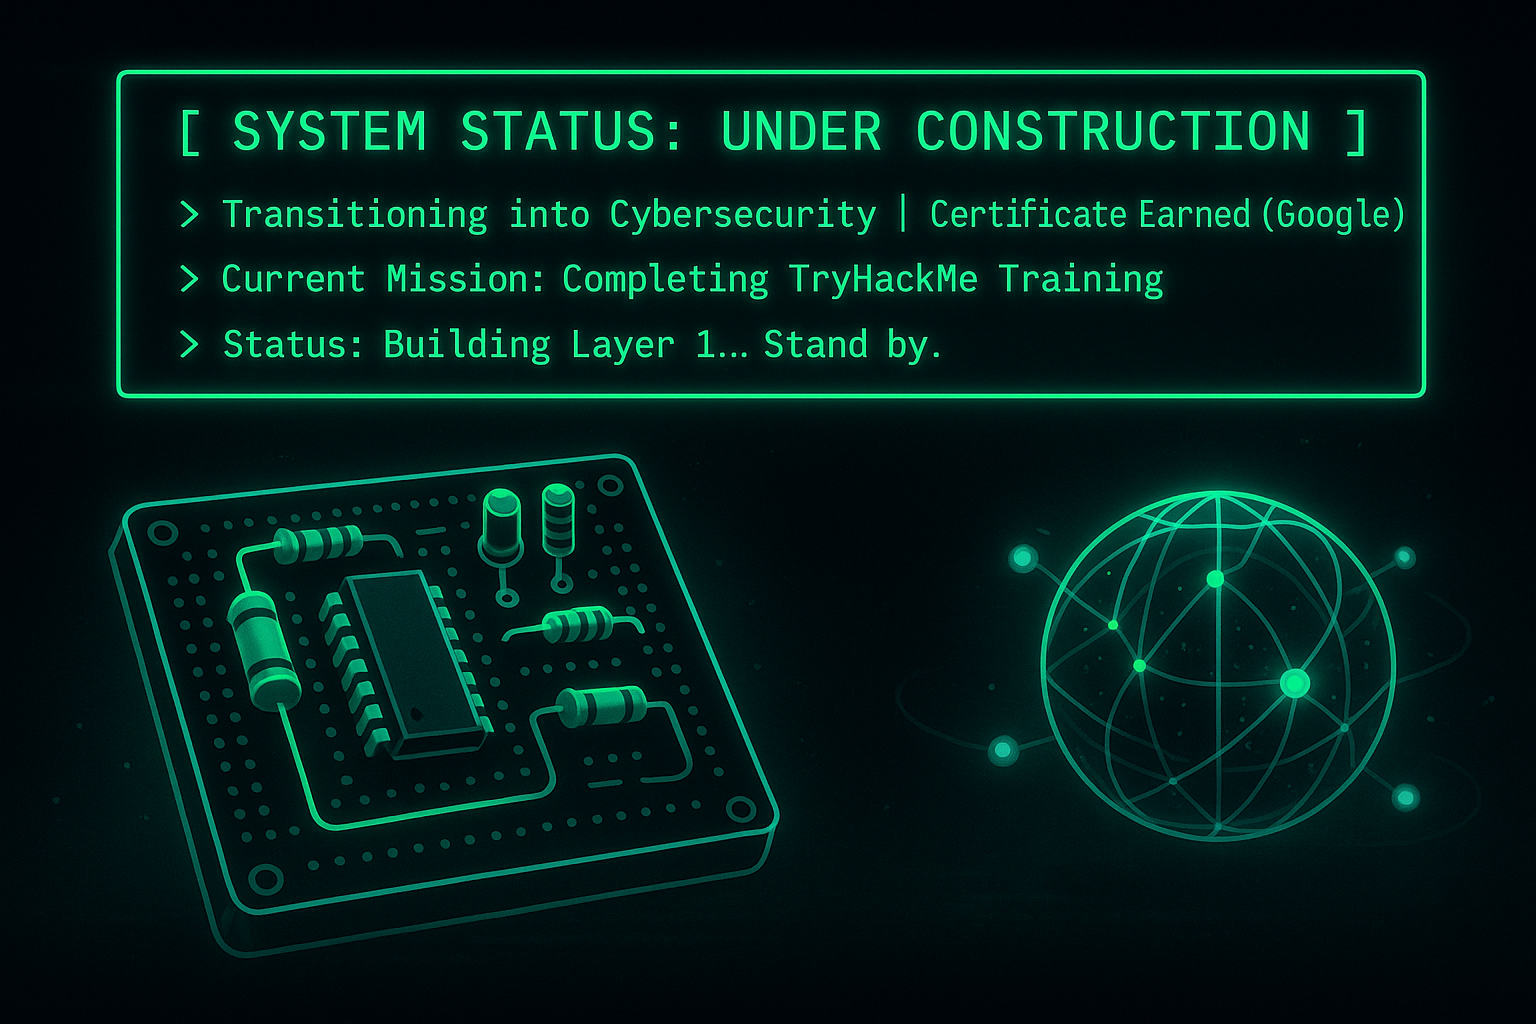 [ SYSTEM STATUS: UNDER CONSTRUCTION ]
> Transitioning into Cybersecurity | Certificate Earned (Google)
> Current Mission: Completing TryHackMe Training
> Status: Building Layer 1... Stand by.